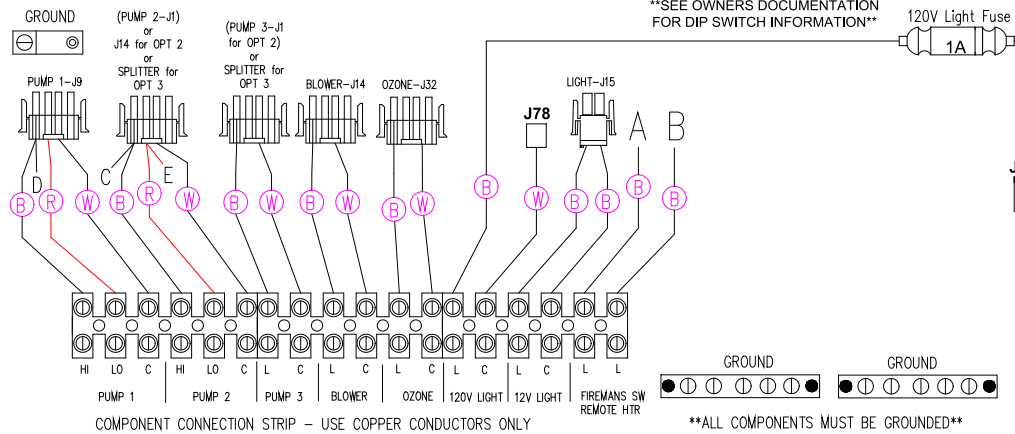 **SEE OWNERS DOCUMENTATION
FOR DIP SWITCH INFORMATION**
GROUND
(PUMP 2-J1)
or
J14 for OPT 2
or
SPLITTER for
OPT 3
(PUMP 3-J1
for OPT 2)
or
SPLITTER for
OPT 3
120V Light Fuse
1A
PUMP 1-J9
BLOWER-J14
OZONE-J32
LIGHT-J15
J78
A
B
D
C
E
B
R
W
B
R
W
B
W
B
W
B
W
B
W
B
B
B
B
HI LO C HI LO C L C L C L C L C L C L L
PUMP 1 PUMP 2 PUMP 3 BLOWER OZONE 120V LIGHT 12V LIGHT FIREMANS SW
REMOTE HTR
GROUND
GROUND
COMPONENT CONNECTION STRIP – USE COPPER CONDUCTORS ONLY
**ALL COMPONENTS MUST BE GROUNDED**